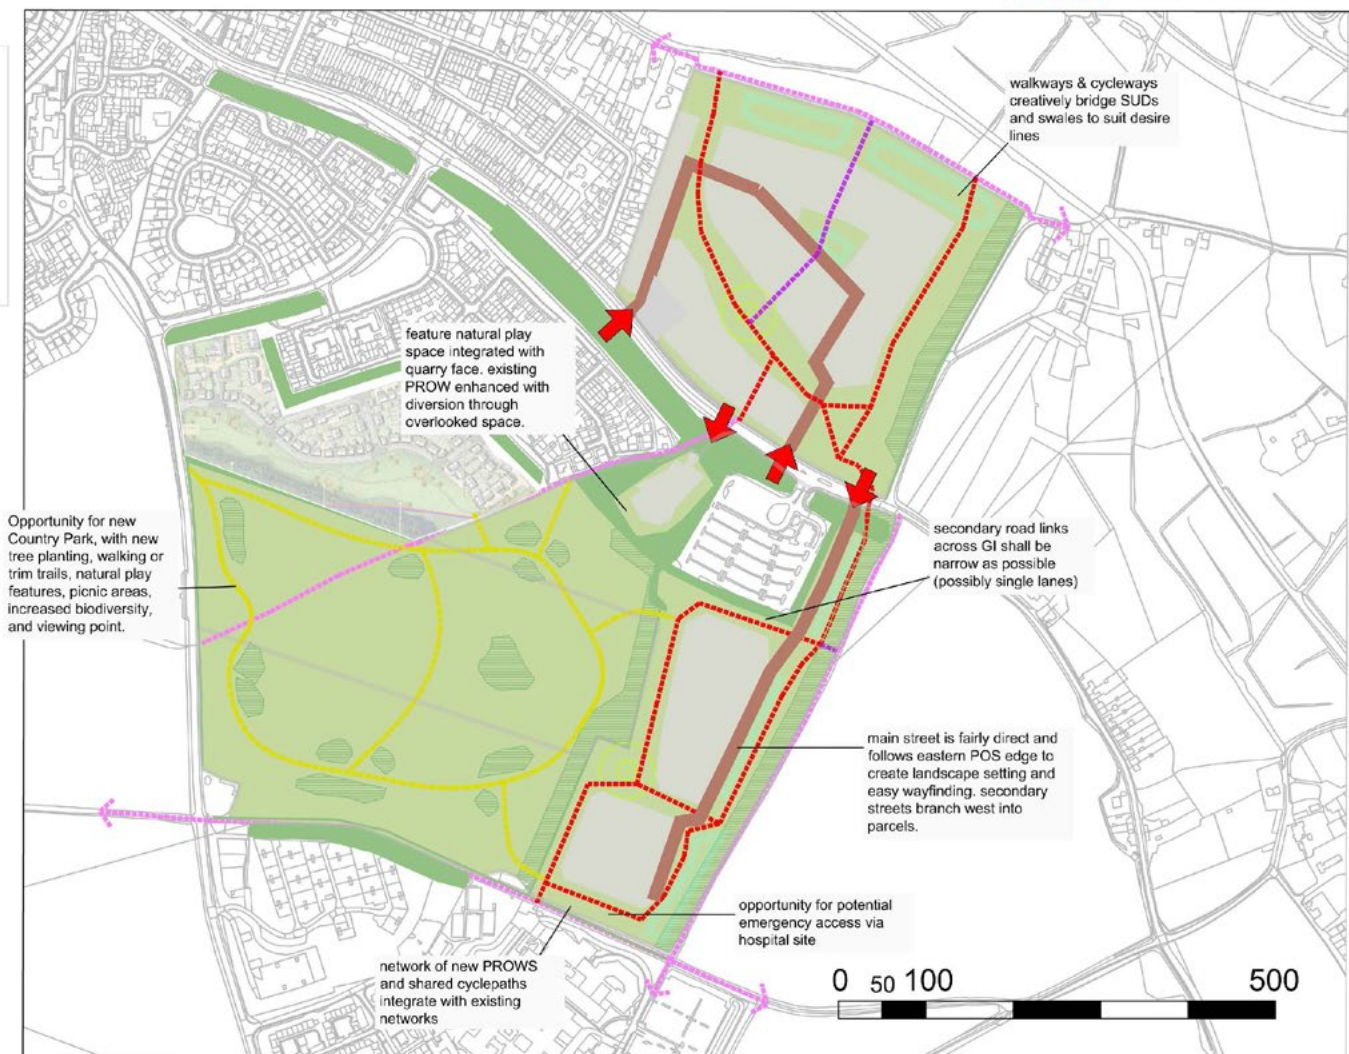 walkways & cycleways
creatively bridge SUDs
and swales to suit desire
lines
feature natural play
space integrated with
quarry face. existing
PROW enhanced with
diversion through
overlooked space.
Opportunity for new
Country Park, with new
tree planting, walking or
trim trails, natural play
features, picnic areas,
increased biodiversity,
and viewing point.
secondary road links
across GI shall be
narrow as possible
(possibly single lanes)
main street is fairly direct and
follows eastern POS edge to
create landscape setting and
easy wayfinding. secondary
streets branch west into
parcels.
opportunity for potential
emergency access via
hospital site
network of new PROWS
and shared cyclepaths
integrate with existing
networks
0 50 100 500